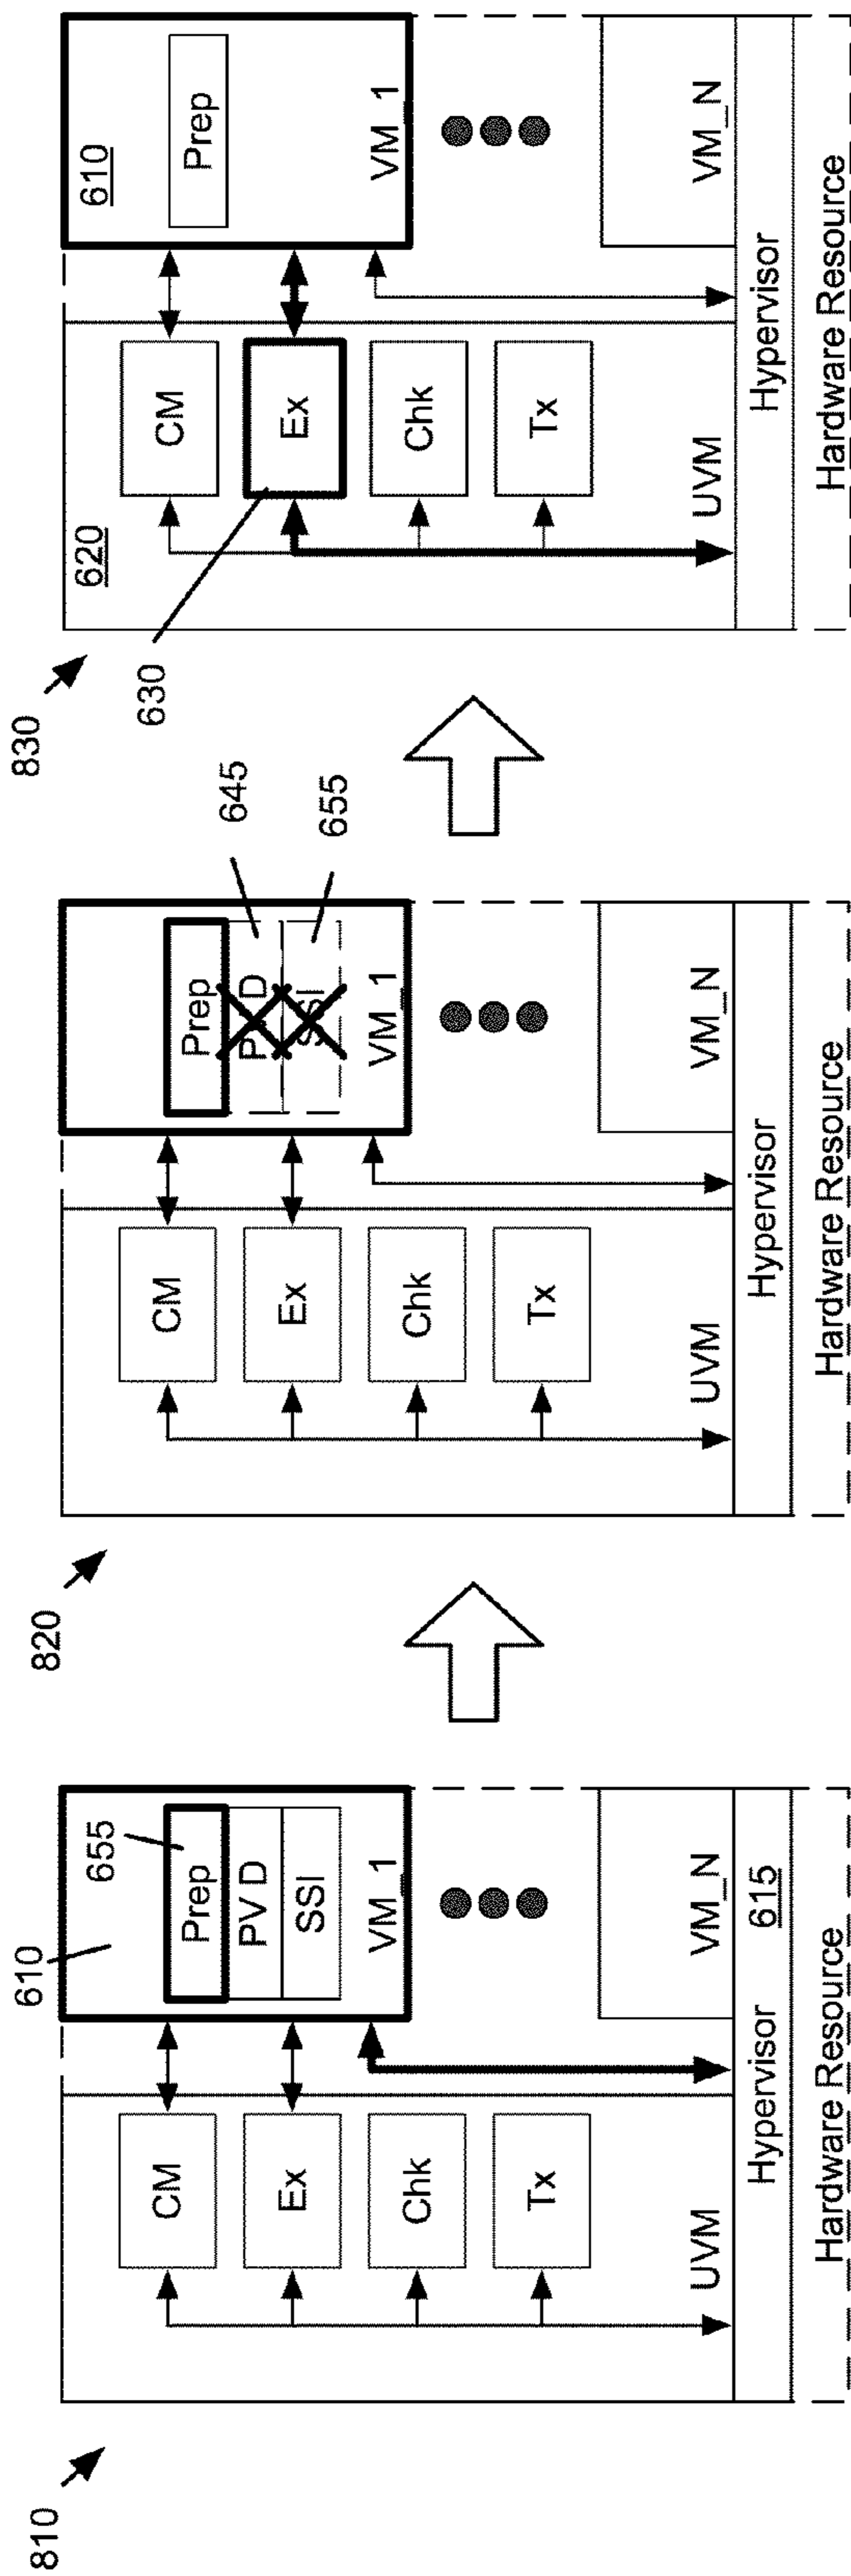 810
610
655
CM
Ex
Chk
Tx
Prep
PV D
SSI
VM_1
UVM
VM_N
Hypervisor 615
Hardware Resource
820
645
655
CM
Ex
Chk
Tx
Prep
PV D
SSI
VM_1
UVM
VM_N
Hypervisor
Hardware Resource
830
630
620
610
CM
Ex
Chk
Tx
Prep
VM_1
UVM
VM_N
Hypervisor
Hardware Resource